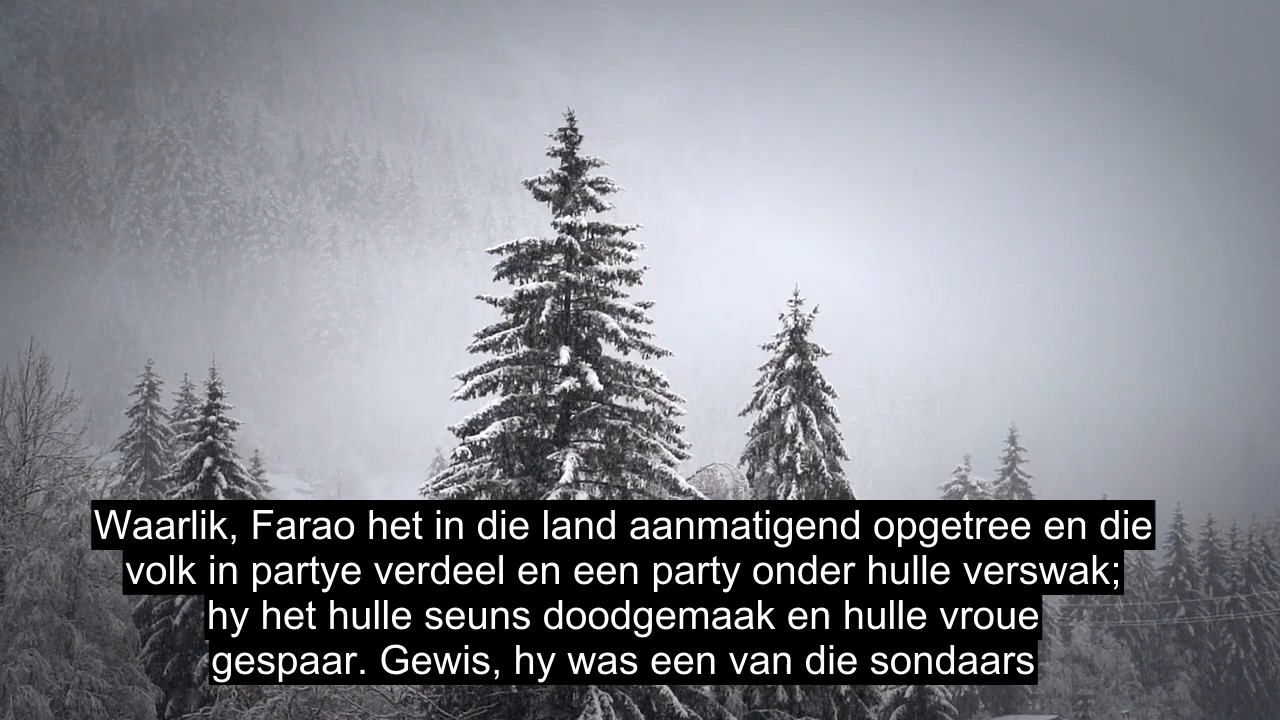 Waarlik, Farao het in die land aanmatigend opgetree en die
volk in partye verdeel en een party onder hulle verswak;
hy het hulle seuns doodgemaak en hulle vroue
gespaar. Gewis, hy was een van die sondaars